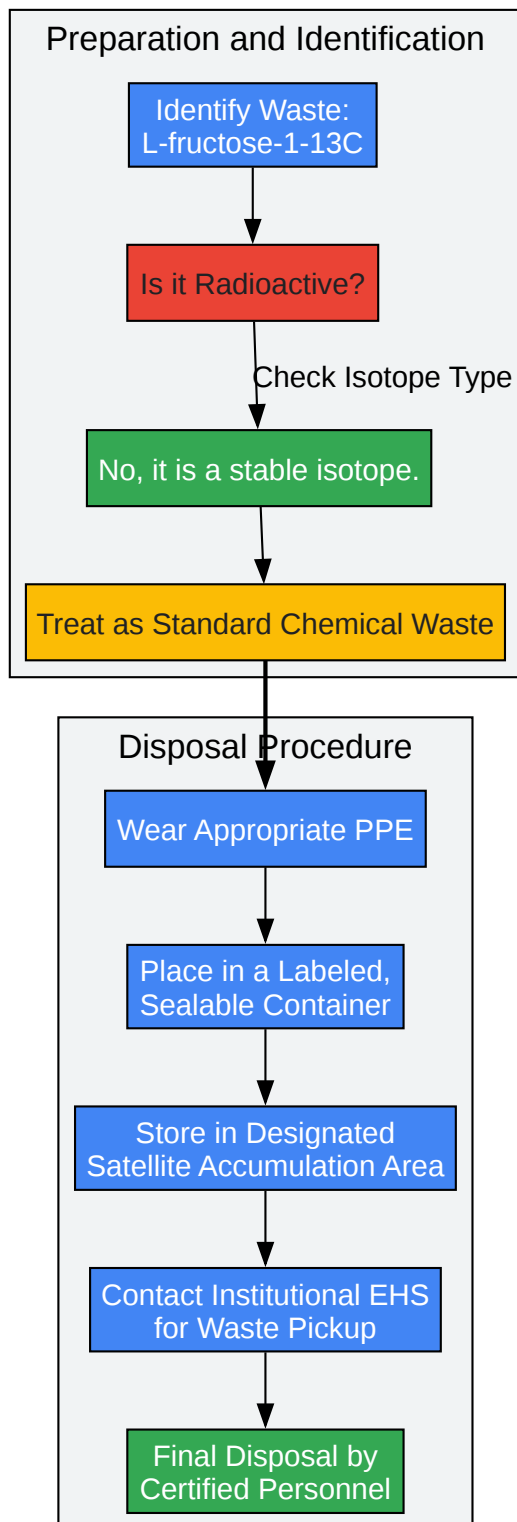 Preparation and Identification
Identify Waste:
L-fructose-1-13C
Is it Radioactive?
Check Isotope Type
No, it is a stable isotope.
Treat as Standard Chemical Waste
Disposal Procedure
Wear Appropriate PPE
Place in a Labeled,
Sealable Container
Store in Designated
Satellite Accumulation Area
Contact Institutional EHS
for Waste Pickup
Final Disposal by
Certified Personnel